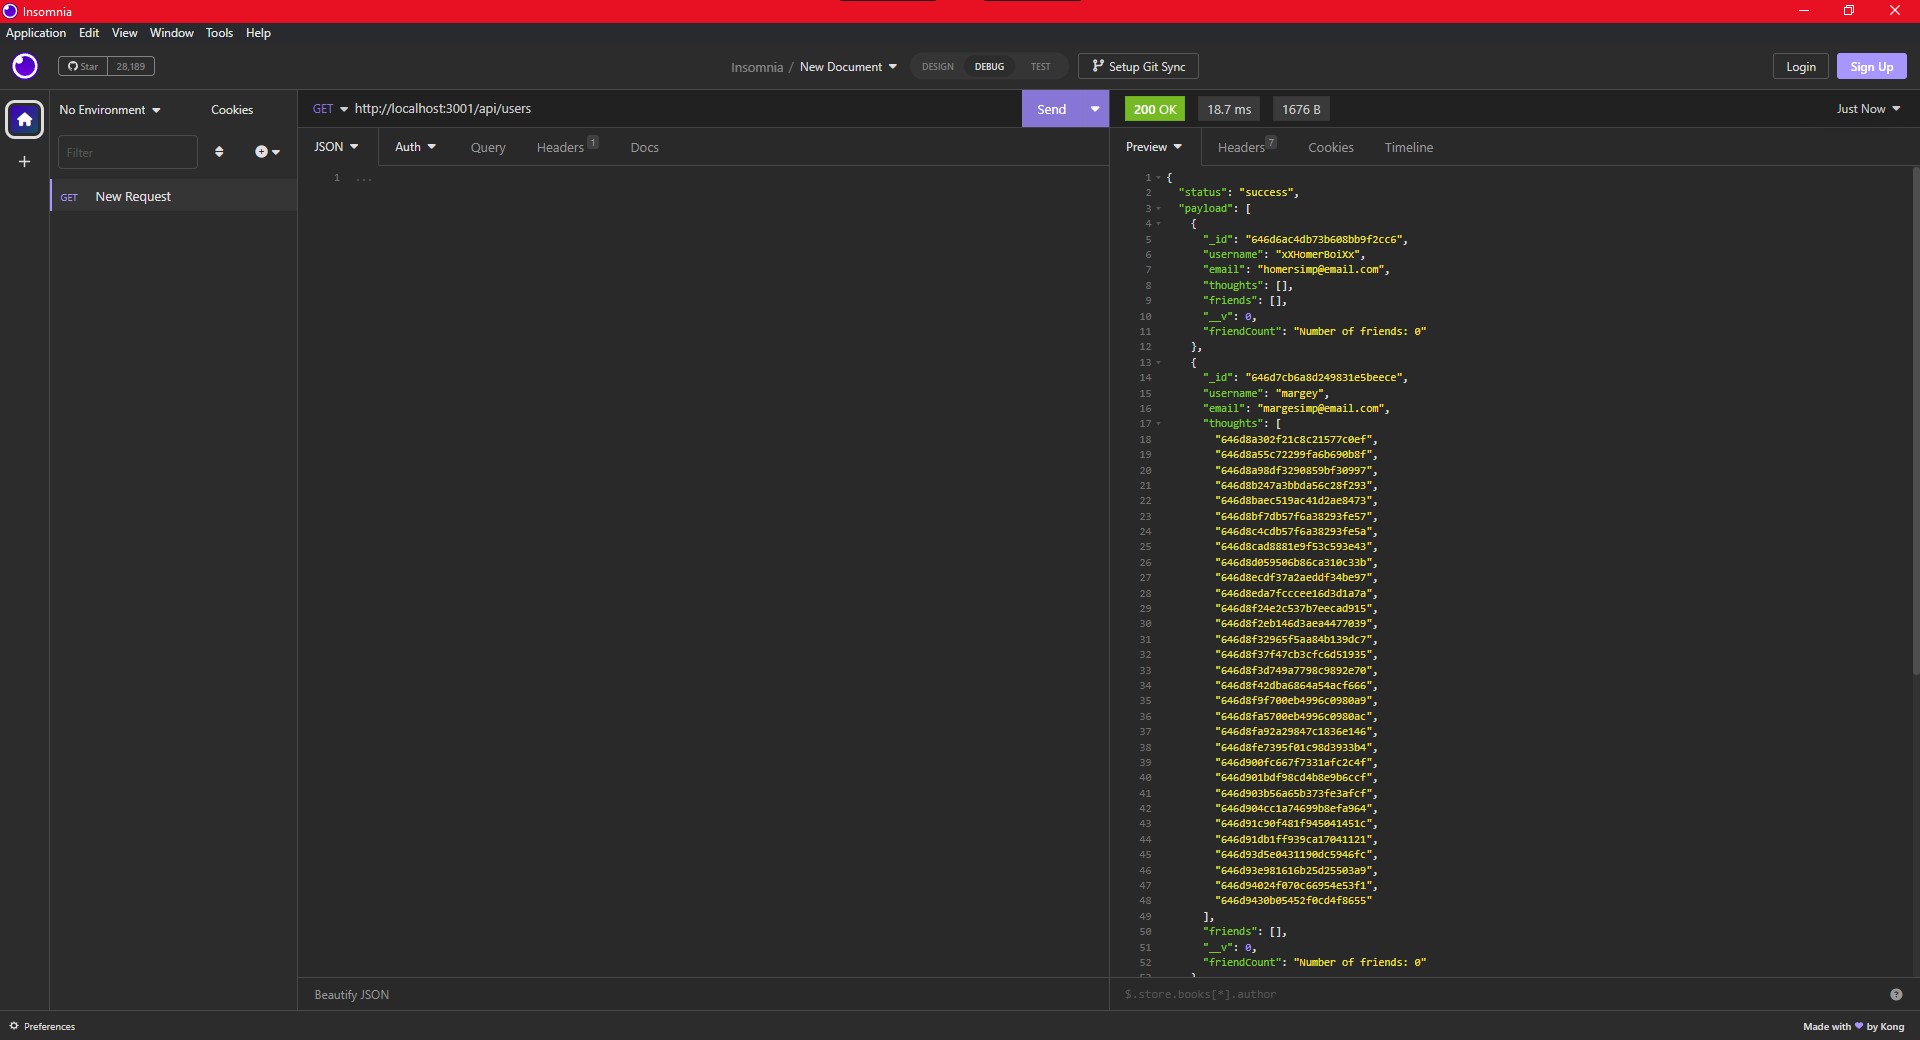 Insomnia
Application Edit View Window Tools Help
Star 28,189
Insomnia / New Document
DESIGN DEBUG TEST
Setup Git Sync
Login Sign Up
No Environment Cookies
Filter
GET New Request
GET http://localhost:3001/api/users Send
JSON Auth Query Headers 1 Docs
1 ...
Beautify JSON
200 OK 18.7 ms 1676 B Just Now
Preview Headers 7 Cookies Timeline
1 {
2 "status": "success",
3 "payload": [
4 {
5 "_id": "646d6ac4db73b608bb9f2cc6",
6 "username": "xXHomerBoiXx",
7 "email": "homersimp@email.com",
8 "thoughts": [],
9 "friends": [],
10 "__v": 0,
11 "friendCount": "Number of friends: 0"
12 },
13 {
14 "_id": "646d7cb6a8d249831e5beece",
15 "username": "margey",
16 "email": "margesimp@email.com",
17 "thoughts": [
18 "646d8a302f21c8c21577c0ef",
19 "646d8a55c72299fa6b690b8f",
20 "646d8a98df3290859bf30997",
21 "646d8b247a3bbda56c28f293",
22 "646d8baec519ac41d2ae8473",
23 "646d8bf7db57f6a38293fe57",
24 "646d8c4cdb57f6a38293fe5a",
25 "646d8cad8881e9f53c593e43",
26 "646d8d059506b86ca310c33b",
27 "646d8ecdf37a2aeddf34be97",
28 "646d8eda7fcccee16d3d1a7a",
29 "646d8f24e2c537b7eecad915",
30 "646d8f2eb146d3aea4477039",
31 "646d8f32965f5aa84b139dc7",
32 "646d8f37f47cb3cfc6d51935",
33 "646d8f3d749a7798c9892e70",
34 "646d8f42dba6864a54acf666",
35 "646d8f9f700eb4996c0980a9",
36 "646d8fa5700eb4996c0980ac",
37 "646d8fa92a29847c1836e146",
38 "646d8fe7395f01c98d3933b4",
39 "646d900fc667f7331afc2c4f",
40 "646d901bdf98cd4b8e9b6ccf",
41 "646d903b56a65b373fe3afcf",
42 "646d904cc1a74699b8efa964",
43 "646d91c90f481f945041451c",
44 "646d91db1ff939ca17041121",
45 "646d93d5e0431190dc5946fc",
46 "646d93e981616b25d25503a9",
47 "646d94024f070c66954e53f1",
48 "646d9430b05452f0cd4f8655"
49 ],
50 "friends": [],
51 "__v": 0,
52 "friendCount": "Number of friends: 0"
$.store.books[*].author
Preferences
Made with by Kong